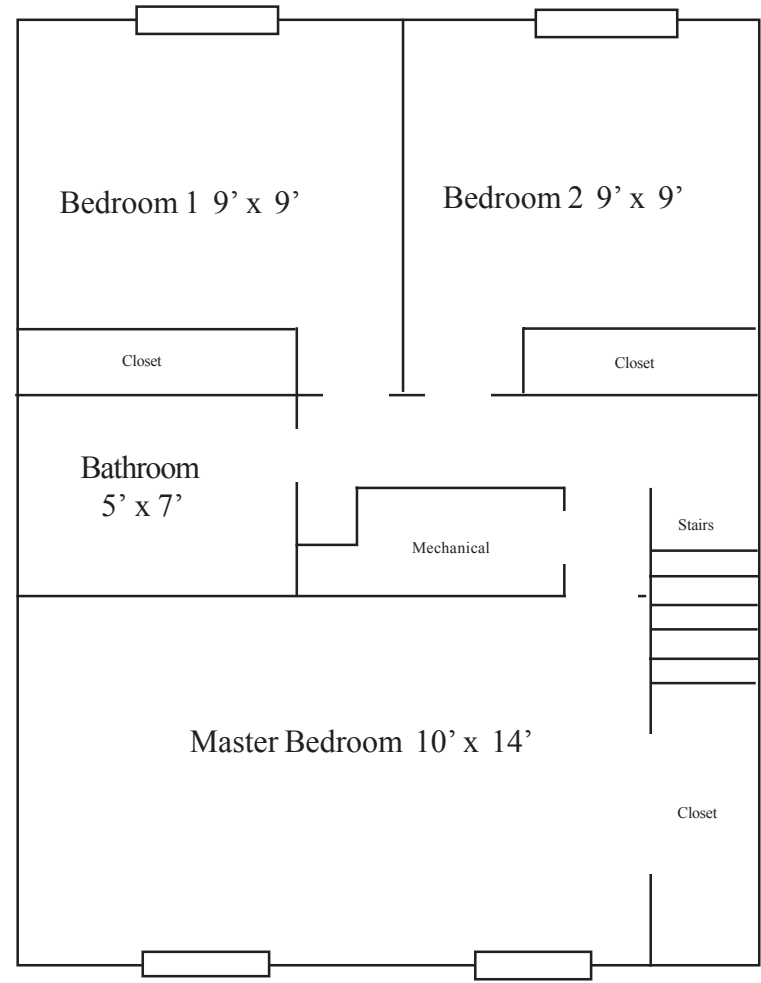 Bedroom 1 9’ x 9’
Bedroom 2 9’ x 9’
Closet
Closet
Bathroom
5’ x 7’
Stairs
Mechanical
Master Bedroom 10’ x 14’
Closet